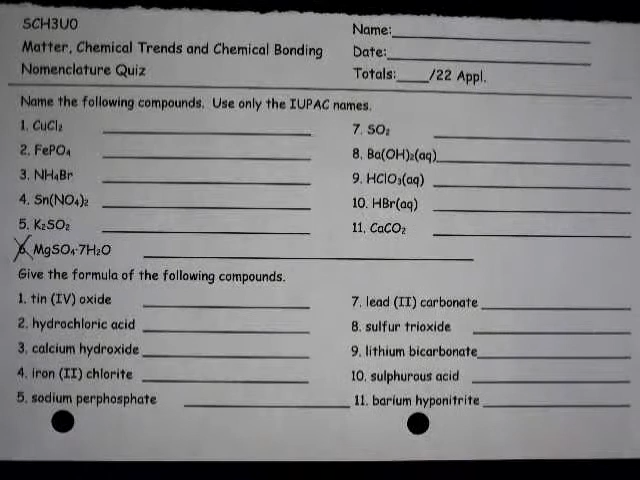 SCH3U0
Matter, Chemical Trends and Chemical Bonding
Nomenclature Quiz
Name:
Date:
Totals:____/22 Appl.
Name the following compounds. Use only the IUPAC names.
1. CuCl₂
2. FePO₄
3. NH₄Br
4. Sn(NO₄)₂
5. K₂SO₂
6. MgSO₄·7H₂O
7. SO₂
8. Ba(OH)₂(aq)
9. HClO₃(aq)
10. HBr(aq)
11. CaCO₂
Give the formula of the following compounds.
1. tin (IV) oxide
2. hydrochloric acid
3. calcium hydroxide
4. iron (II) chlorite
5. sodium perphosphate
7. lead (II) carbonate
8. sulfur trioxide
9. lithium bicarbonate
10. sulphurous acid
11. barium hyponitrite